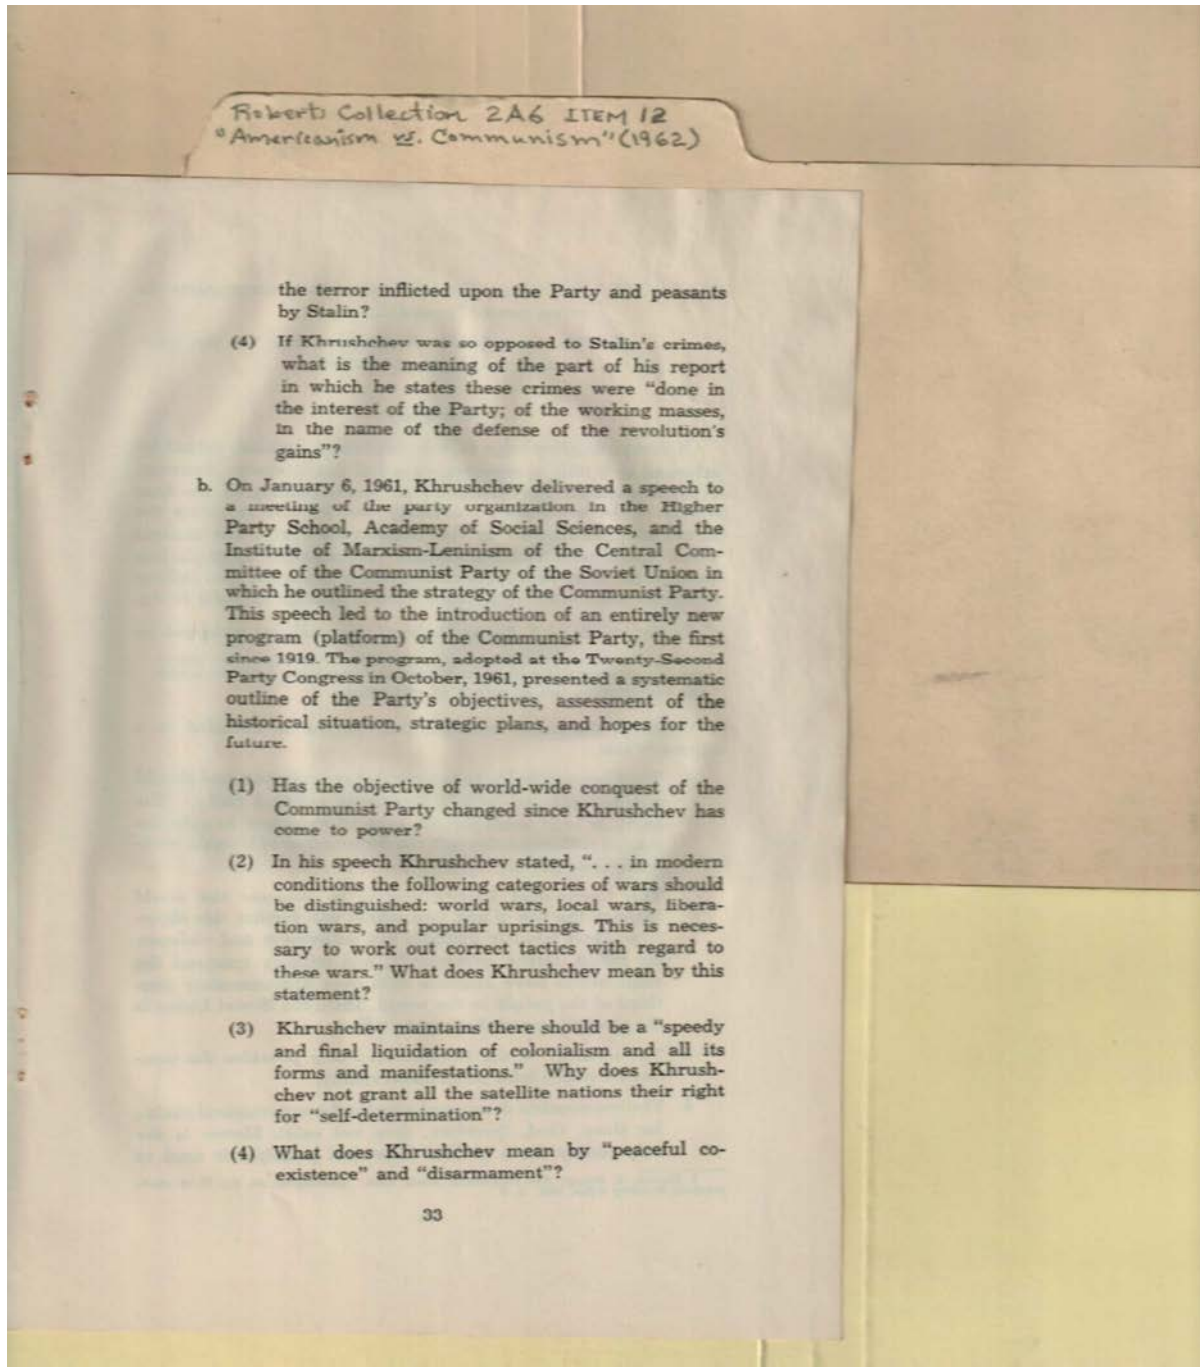 Roberts Collection 2A6 ITEM 12
"Americanism vs. Communism" (1962)
the terror inflicted upon the Party and peasants
by Stalin?
(4) If Khrushchev was so opposed to Stalin's crimes,
what is the meaning of the part of his report
in which he states these crimes were "done in
the interest of the Party; of the working masses,
in the name of the defense of the revolution's
gains"?
b. On January 6, 1961, Khrushchev delivered a speech to
a meeting of the party organization in the Higher
Party School, Academy of Social Sciences, and the
Institute of Marxism-Leninism of the Central Com-
mittee of the Communist Party of the Soviet Union in
which he outlined the strategy of the Communist Party.
This speech led to the introduction of an entirely new
program (platform) of the Communist Party, the first
since 1919. The program, adopted at the Twenty-Second
Party Congress in October, 1961, presented a systematic
outline of the Party's objectives, assessment of the
historical situation, strategic plans, and hopes for the
future.
(1) Has the objective of world-wide conquest of the
Communist Party changed since Khrushchev has
come to power?
(2) In his speech Khrushchev stated, ". . . in modern
conditions the following categories of wars should
be distinguished: world wars, local wars, libera-
tion wars, and popular uprisings. This is neces-
sary to work out correct tactics with regard to
these wars." What does Khrushchev mean by this
statement?
(3) Khrushchev maintains there should be a "speedy
and final liquidation of colonialism and all its
forms and manifestations." Why does Khrush-
chev not grant all the satellite nations their right
for "self-determination"?
(4) What does Khrushchev mean by "peaceful co-
existence" and "disarmament"?
33